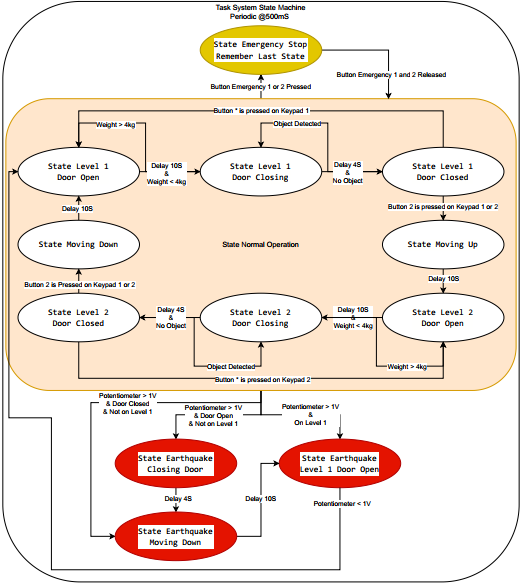 Task System State Machine
Periodic @500mS
State Emergency Stop
Remember Last State
Button Emergency 1 and 2 Released
Button Emergency 1 or 2 Pressed
Button * is pressed on Keypad 1
Weight > 4kg
Object Detected
State Level 1
Door Open
Delay 10S
&
Weight < 4kg
State Level 1
Door Closing
Delay 4S
&
No Object
State Level 1
Door Closed
Delay 10S
Button 2 is pressed on Keypad 1 or 2
State Moving Down
State Normal Operation
State Moving Up
Button 2 is Pressed on Keypad 1 or 2
Delay 10S
State Level 2
Door Closed
Delay 4S
&
No Object
State Level 2
Door Closing
Delay 10S
&
Weight < 4kg
State Level 2
Door Open
Object Detected
Weight > 4kg
Button * is pressed on Keypad 2
Potentiometer > 1V
& Door Closed
& Not on Level 1
Potentiometer > 1V
& Door Open
& Not on Level 1
Potentiometer > 1V
&
On Level 1
State Earthquake
Closing Door
State Earthquake
Level 1 Door Open
Delay 4S
Delay 10S
Potentiometer < 1V
State Earthquake
Moving Down